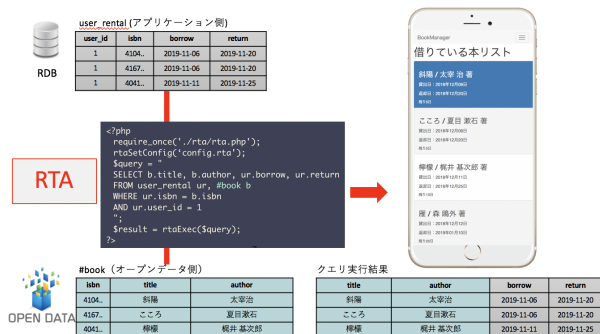 user_rental (アプリケーション側)
user_id isbn borrow return
1 4104.. 2019-11-06 2019-11-20
1 4167.. 2019-11-06 2019-11-20
1 4041.. 2019-11-11 2019-11-25
RDB
RTA
<?php
require_once('./rta/rta.php');
rtaSetConfig('config.rta');
$query = "
SELECT b.title, b.author, ur.borrow, ur.return
FROM user_rental ur, #book b
WHERE ur.isbn = b.isbn
AND ur.user_id = 1
";
$result = rtaExec($query);
?>
BookManager
借りている本リスト
斜陽 / 太宰 治 著
こころ / 夏目 漱石 著
檸檬 / 梶井 基次郎 著
雁 / 森 鴎外 著
#book（オープンデータ側）
isbn title author
4104.. 斜陽 太宰治
4167.. こころ 夏目漱石
4041.. 檸檬 梶井 基次郎
OPEN DATA
クエリ実行結果
title author borrow return
斜陽 太宰治 2019-11-06 2019-11-20
こころ 夏目漱石 2019-11-06 2019-11-20
檸檬 梶井 基次郎 2019-11-11 2019-11-25